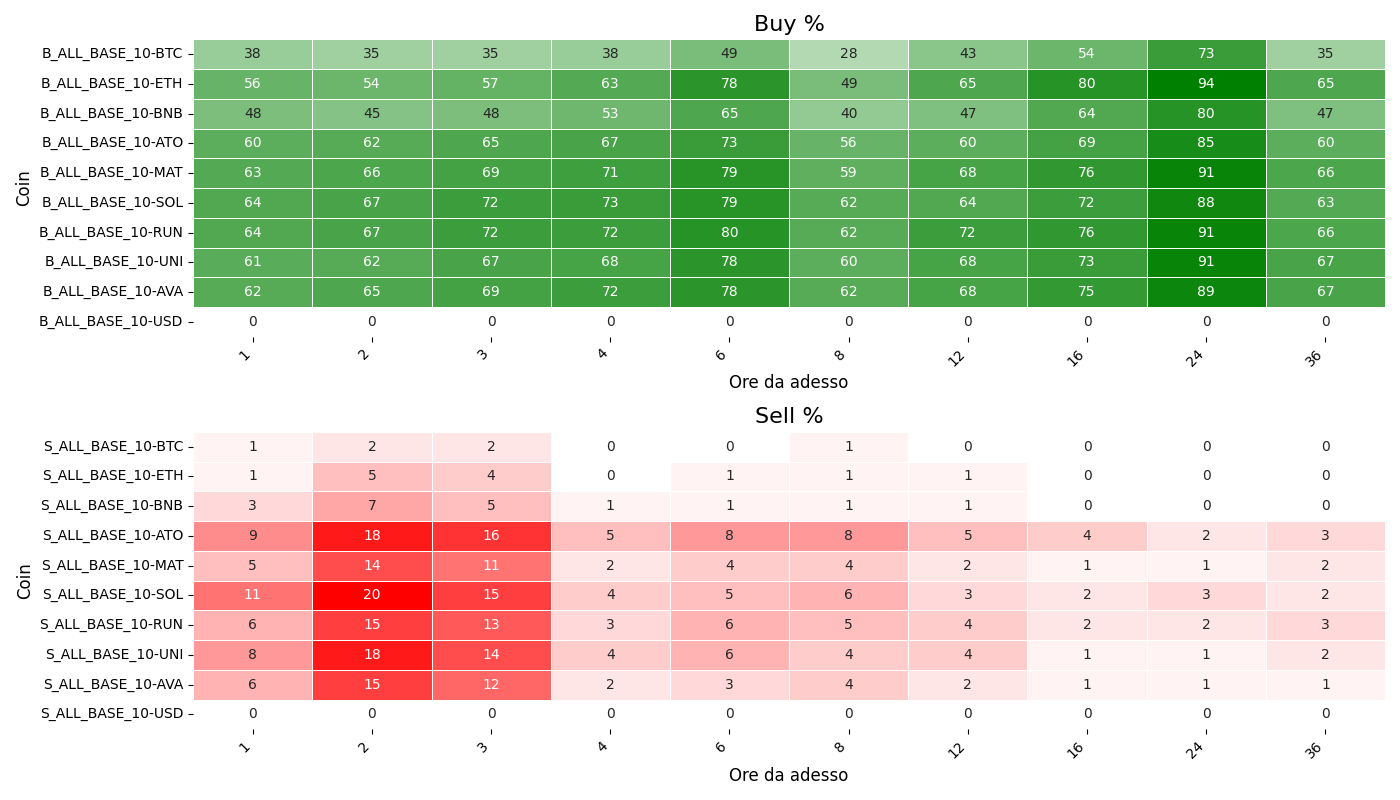 Buy %
Coin
B_ALL_BASE_10-BTC 38 35 35 38 49 28 43 54 73 35
B_ALL_BASE_10-ETH 56 54 57 63 78 49 65 80 94 65
B_ALL_BASE_10-BNB 48 45 48 53 65 40 47 64 80 47
B_ALL_BASE_10-ATO 60 62 65 67 73 56 60 69 85 60
B_ALL_BASE_10-MAT 63 66 69 71 79 59 68 76 91 66
B_ALL_BASE_10-SOL 64 67 72 73 79 62 64 72 88 63
B_ALL_BASE_10-RUN 64 67 72 72 80 62 72 76 91 66
B_ALL_BASE_10-UNI 61 62 67 68 78 60 68 73 91 67
B_ALL_BASE_10-AVA 62 65 69 72 78 62 68 75 89 67
B_ALL_BASE_10-USD 0 0 0 0 0 0 0 0 0 0
1 2 3 4 6 8 12 16 24 36
Ore da adesso
Sell %
Coin
S_ALL_BASE_10-BTC 1 2 2 0 0 1 0 0 0 0
S_ALL_BASE_10-ETH 1 5 4 0 1 1 1 0 0 0
S_ALL_BASE_10-BNB 3 7 5 1 1 1 1 0 0 0
S_ALL_BASE_10-ATO 9 18 16 5 8 8 5 4 2 3
S_ALL_BASE_10-MAT 5 14 11 2 4 4 2 1 1 2
S_ALL_BASE_10-SOL 11 20 15 4 5 6 3 2 3 2
S_ALL_BASE_10-RUN 6 15 13 3 6 5 4 2 2 3
S_ALL_BASE_10-UNI 8 18 14 4 6 4 4 1 1 2
S_ALL_BASE_10-AVA 6 15 12 2 3 4 2 1 1 1
S_ALL_BASE_10-USD 0 0 0 0 0 0 0 0 0 0
1 2 3 4 6 8 12 16 24 36
Ore da adesso